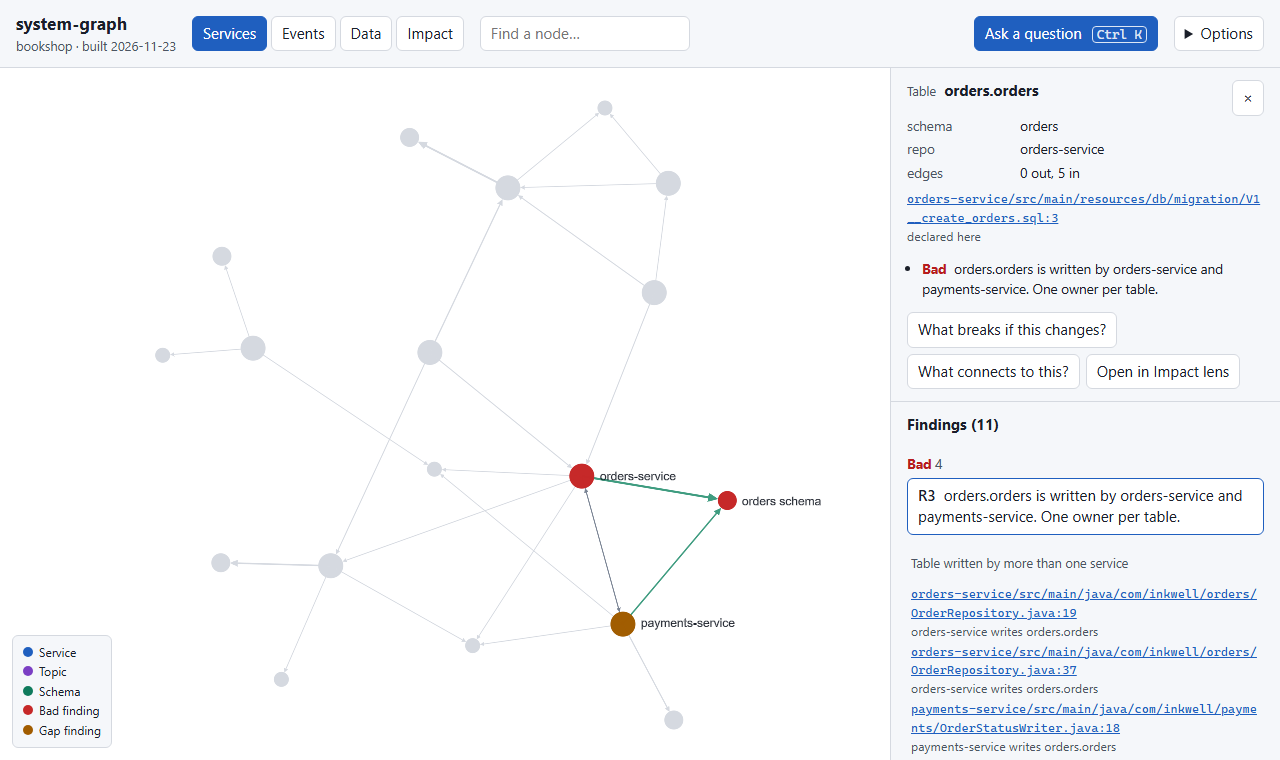 system-graph
bookshop · built 2026-11-23
Services
Events
Data
Impact
Find a node...
Ask a question Ctrl K
▶ Options
Table orders.orders
×
schema orders
repo orders-service
edges 0 out, 5 in
orders-service/src/main/resources/db/migration/V1
__create_orders.sql:3
declared here
• Bad orders.orders is written by orders-service and
payments-service. One owner per table.
What breaks if this changes?
What connects to this?
Open in Impact lens
Findings (11)
Bad 4
R3 orders.orders is written by orders-service and
payments-service. One owner per table.
Table written by more than one service
orders-service/src/main/java/com/inkwell/orders/
OrderRepository.java:19
orders-service writes orders.orders
orders-service/src/main/java/com/inkwell/orders/
OrderRepository.java:37
orders-service writes orders.orders
payments-service/src/main/java/com/inkwell/payme
nts/OrderStatusWriter.java:18
payments-service writes orders.orders
orders-service
orders schema
payments-service
Service
Topic
Schema
Bad finding
Gap finding